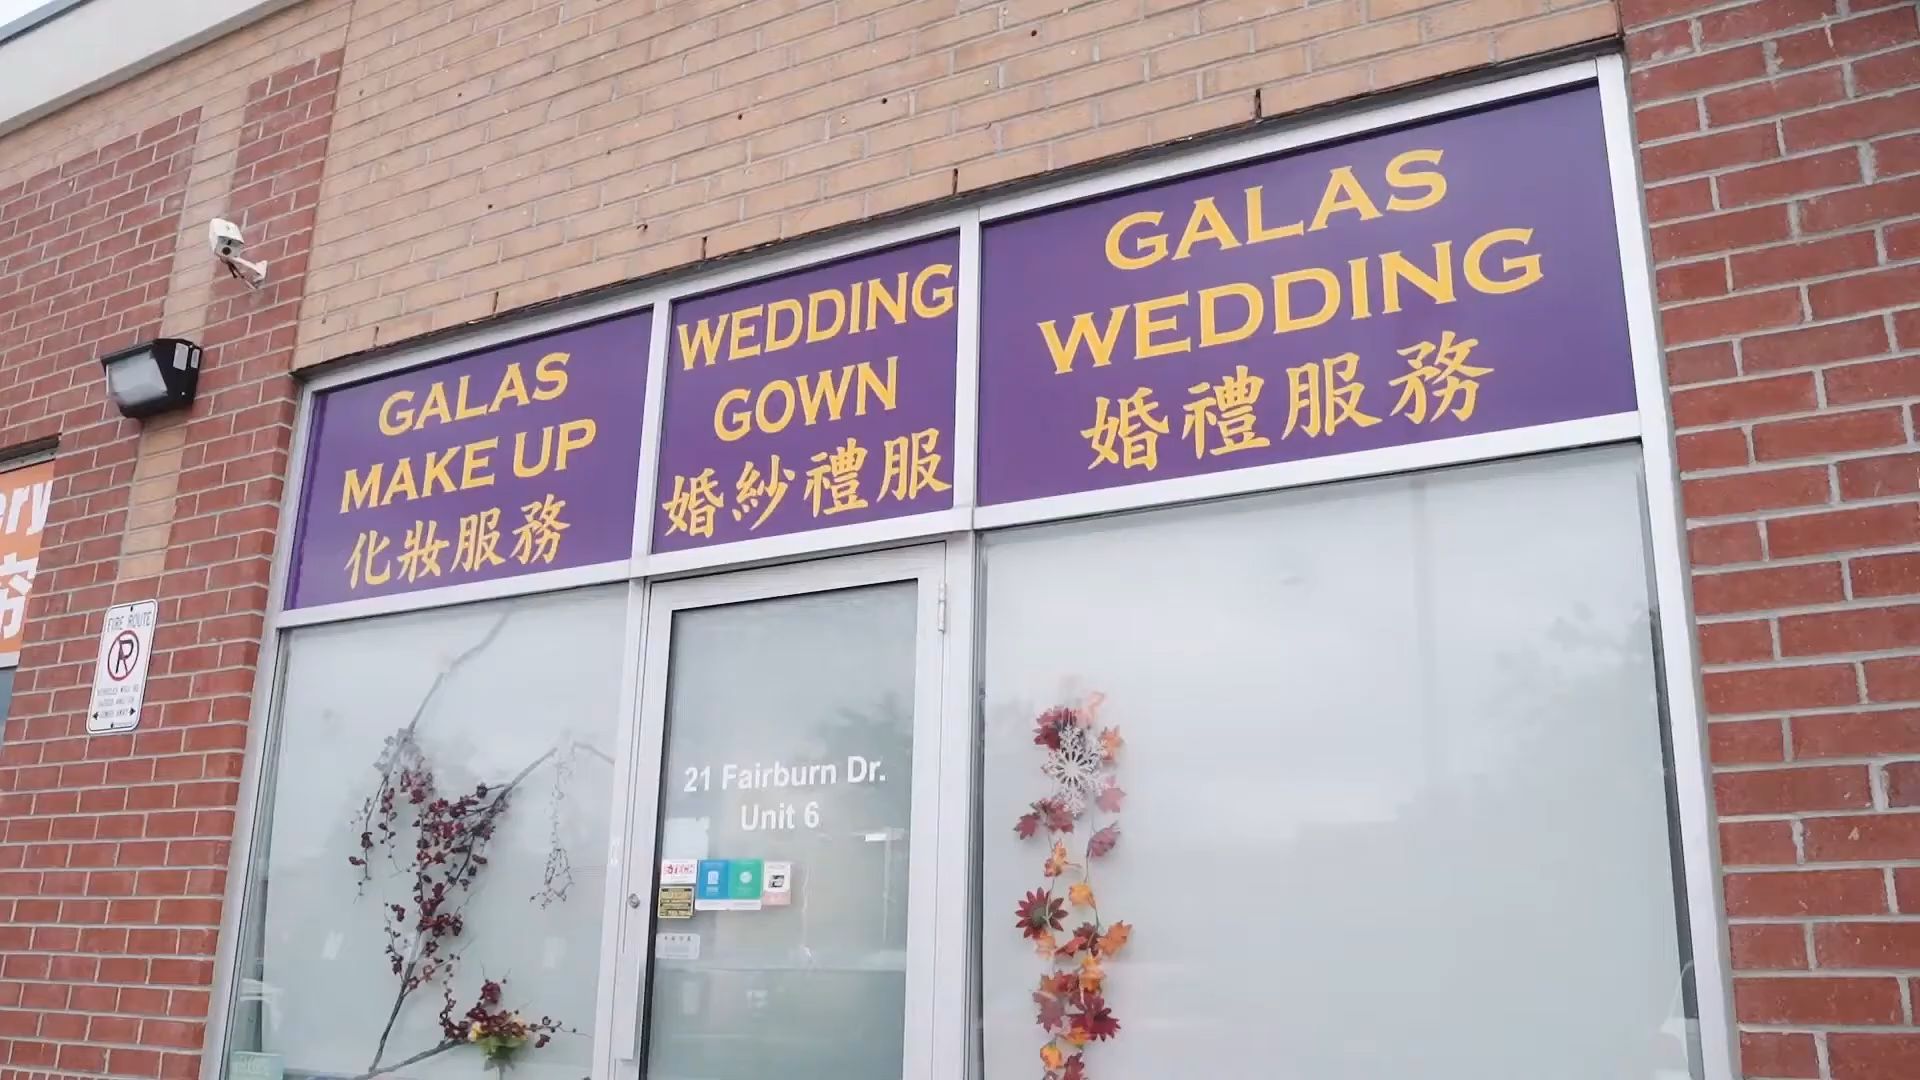 GALAS
MAKE UP
化妝服務
WEDDING
GOWN
婚紗禮服
GALAS
WEDDING
婚禮服務
ery
FIRE ROUTE
21 Fairburn Dr.
Unit 6